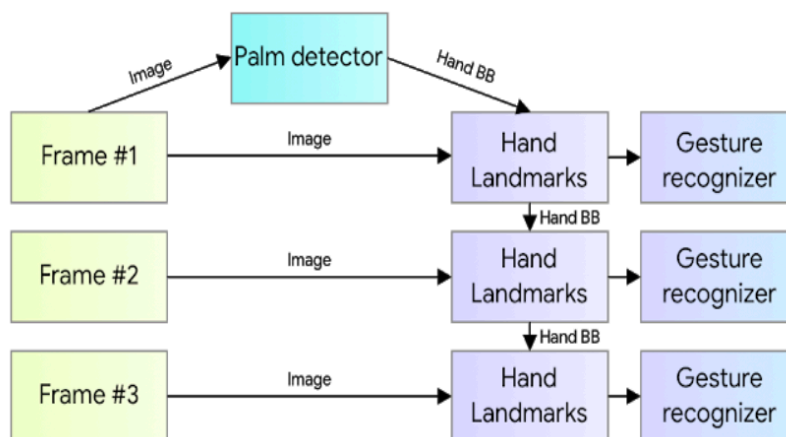 Palm detector
Image
Hand BB
Frame #1
Image
Hand
Landmarks
Gesture
recognizer
Hand BB
Frame #2
Image
Hand
Landmarks
Gesture
recognizer
Hand BB
Frame #3
Image
Hand
Landmarks
Gesture
recognizer